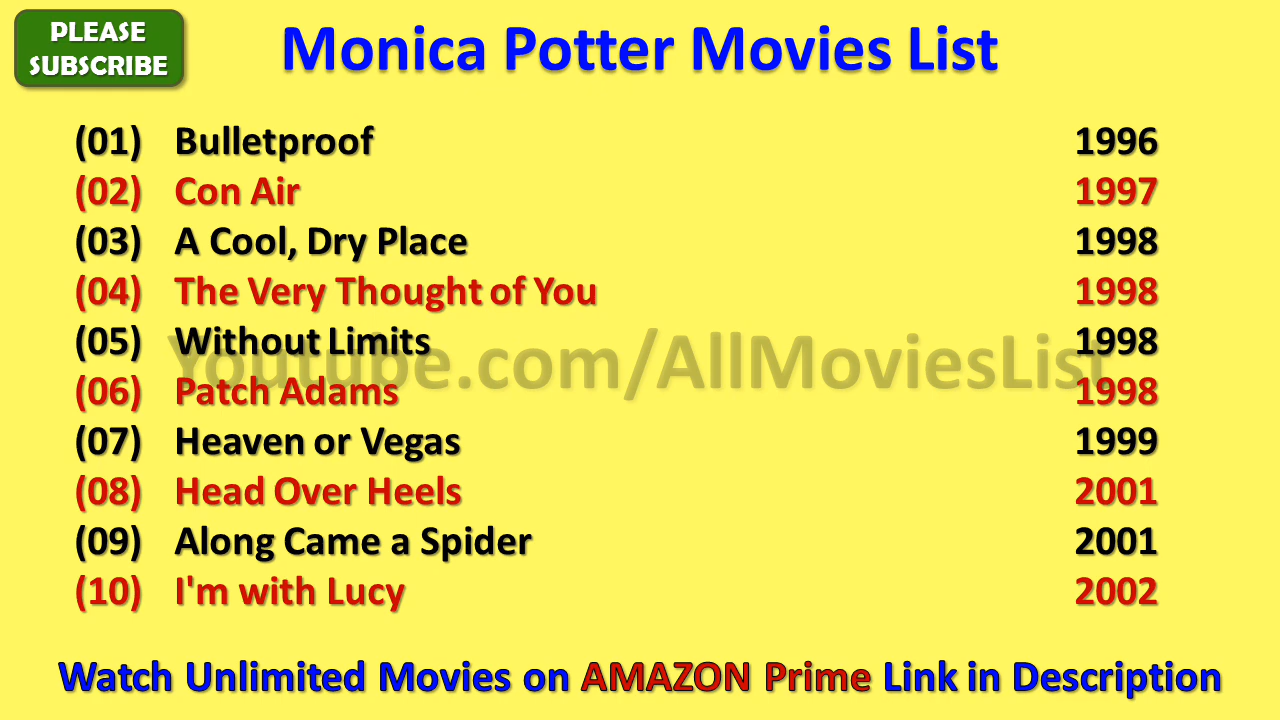 PLEASE
SUBSCRIBE
Monica Potter Movies List
(01) Bulletproof 1996
(02) Con Air 1997
(03) A Cool, Dry Place 1998
(04) The Very Thought of You 1998
(05) Without Limits 1998
Youtube.com/AllMoviesList
(06) Patch Adams 1998
(07) Heaven or Vegas 1999
(08) Head Over Heels 2001
(09) Along Came a Spider 2001
(10) I'm with Lucy 2002
Watch Unlimited Movies on AMAZON Prime Link in Description